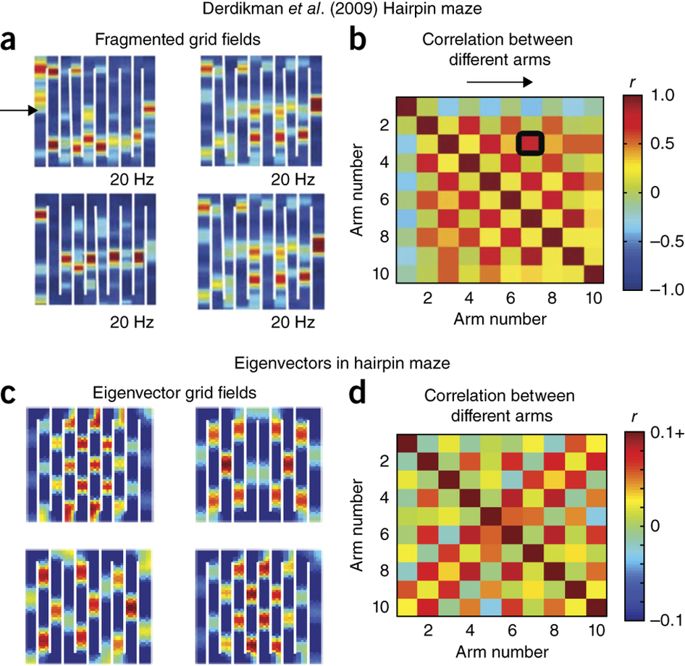 Derdikman et al. (2009) Hairpin maze
a
Fragmented grid fields
20 Hz
20 Hz
20 Hz
20 Hz
b
Correlation between
different arms
r
2
4
6
8
10
Arm number
2 4 6 8 10
Arm number
1.0
0.5
0
−0.5
−1.0
Eigenvectors in hairpin maze
c
Eigenvector grid fields
d
Correlation between
different arms
r
2
4
6
8
10
Arm number
2 4 6 8 10
Arm number
0.1+
0
−0.1